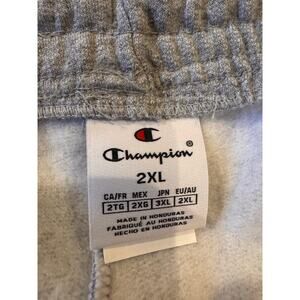 Champion®
2XL
CA/FR MEX JPN EU/AU
2TG 2XG 3XL 2XL
MADE IN HONDURAS
FABRIQUÉ AU HONDURAS
HECHO EN HONDURAS